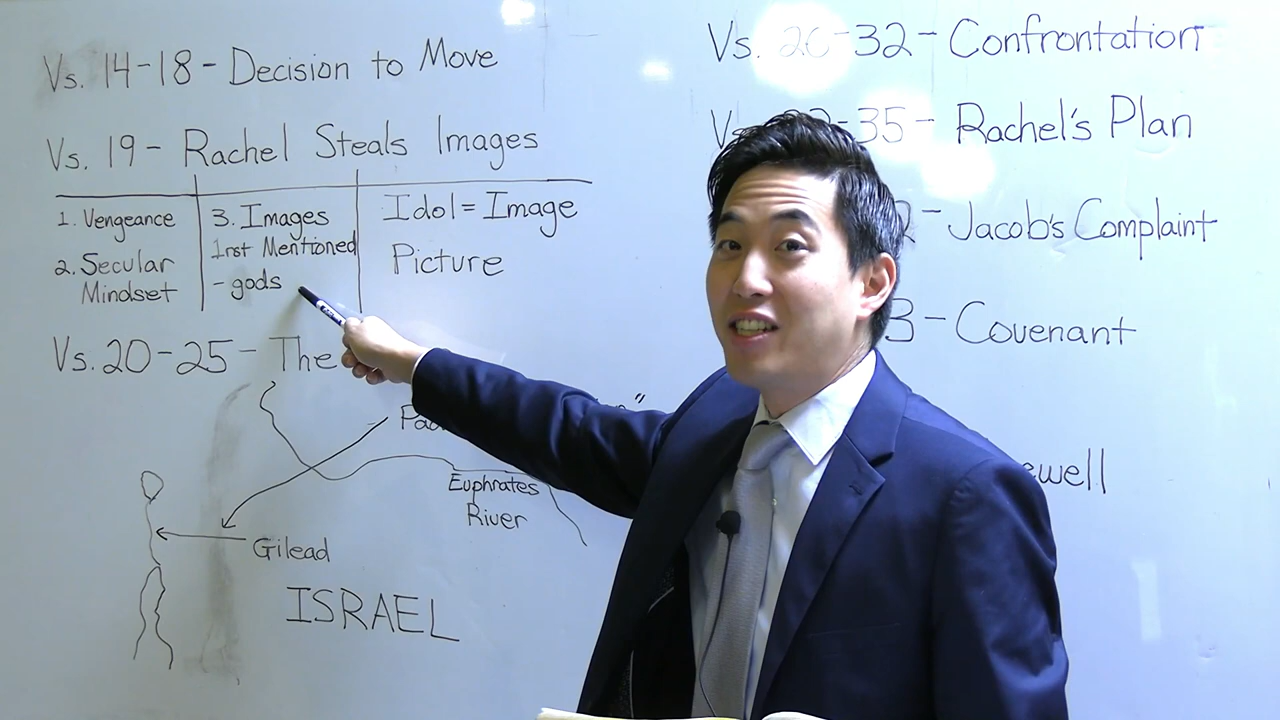 Vs. 14-18 - Decision to Move
Vs. 19 - Rachel Steals Images
1. Vengeance
2. Secular
Mindset
3. Images
1rst Mentioned
- gods
Idol = Image
Picture
Vs. 20-25 - The
Euphrates
River
Gilead
ISRAEL
Vs. 26-32 - Confrontation
-35 - Rachel's Plan
- Jacob's Complaint
3 - Covenant